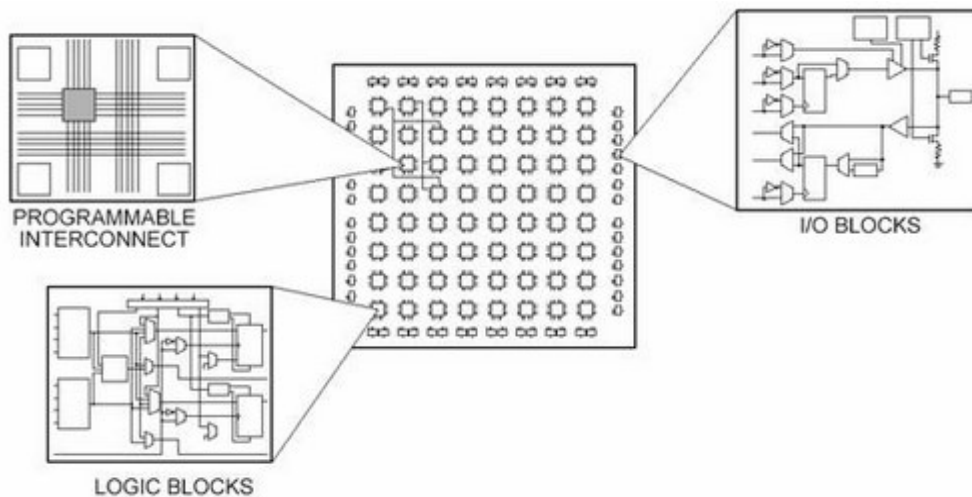 PROGRAMMABLE
INTERCONNECT
I/O BLOCKS
LOGIC BLOCKS